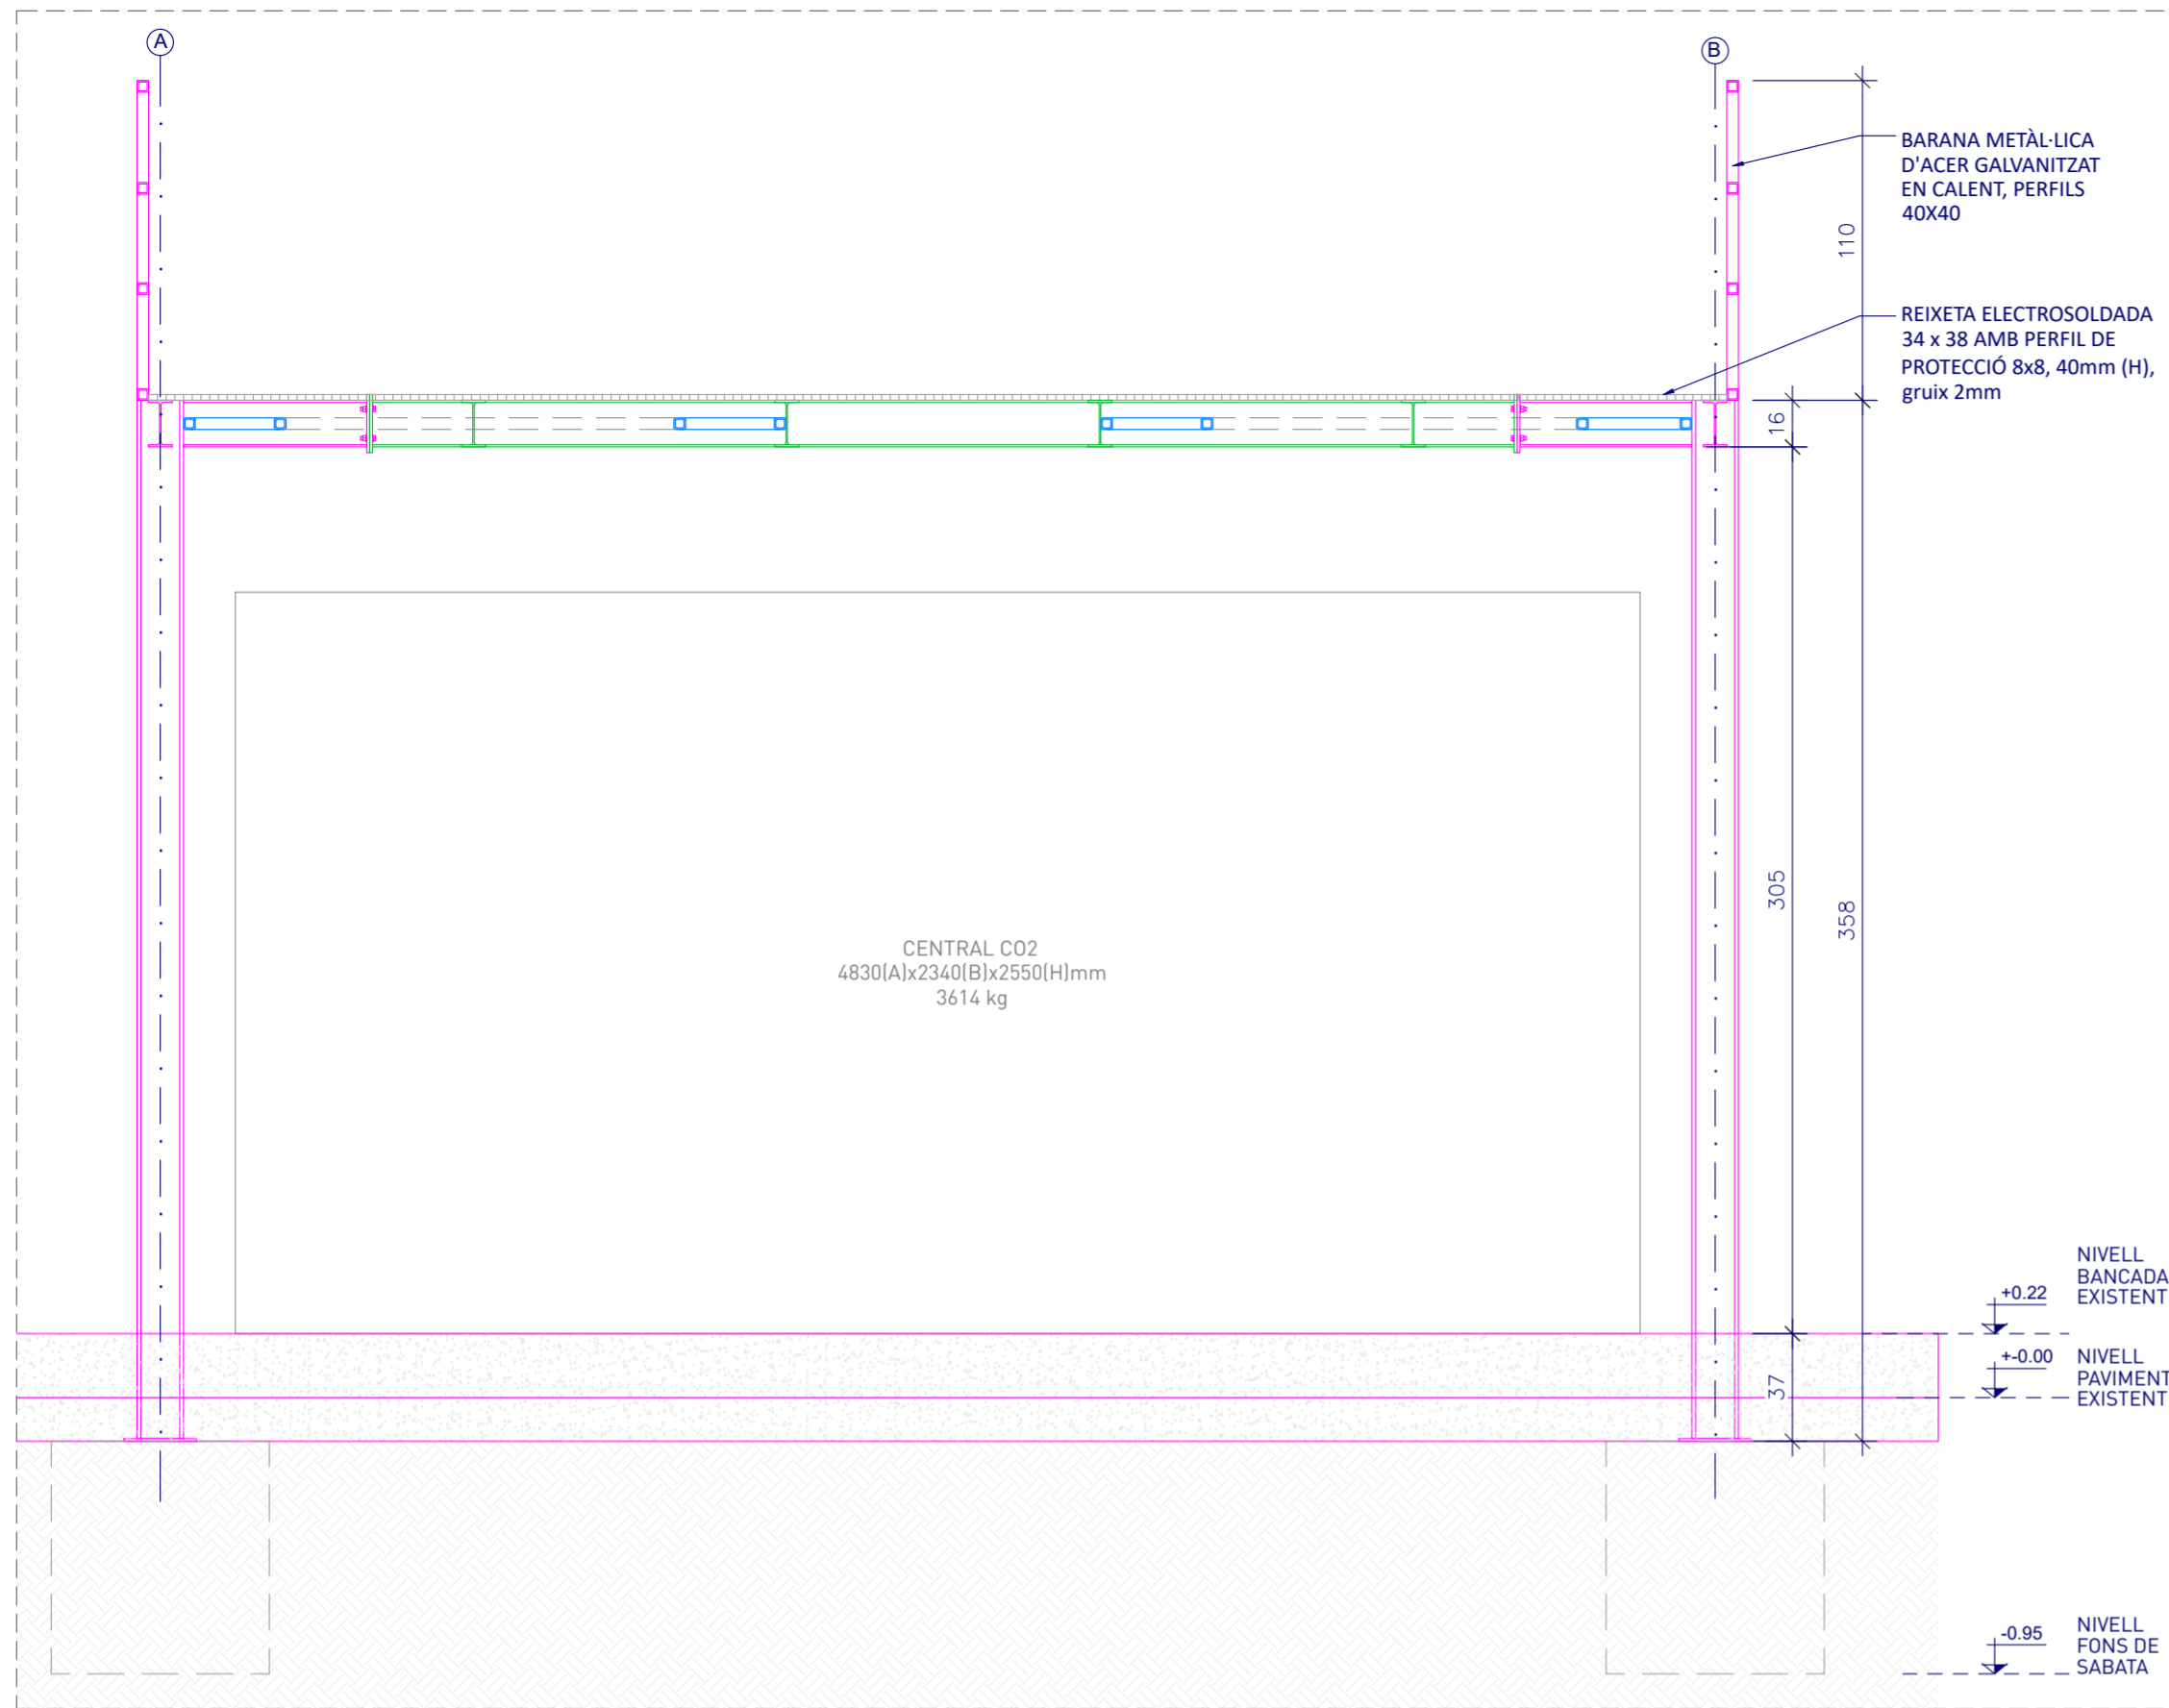 A
B
BARANA METÀL·LICA
D'ACER GALVANITZAT
EN CALENT, PERFILS
40X40
110
REIXETA ELECTROSOLDADA
34 x 38 AMB PERFIL DE
PROTECCIÓ 8x8, 40mm (H),
gruix 2mm
16
305
358
CENTRAL CO2
4830(A)x2340(B)x2550(H)mm
3614 kg
+0.22
NIVELL
BANCADA
EXISTENT
+-0.00
NIVELL
PAVIMENT
EXISTENT
37
-0.95
NIVELL
FONS DE
SABATA